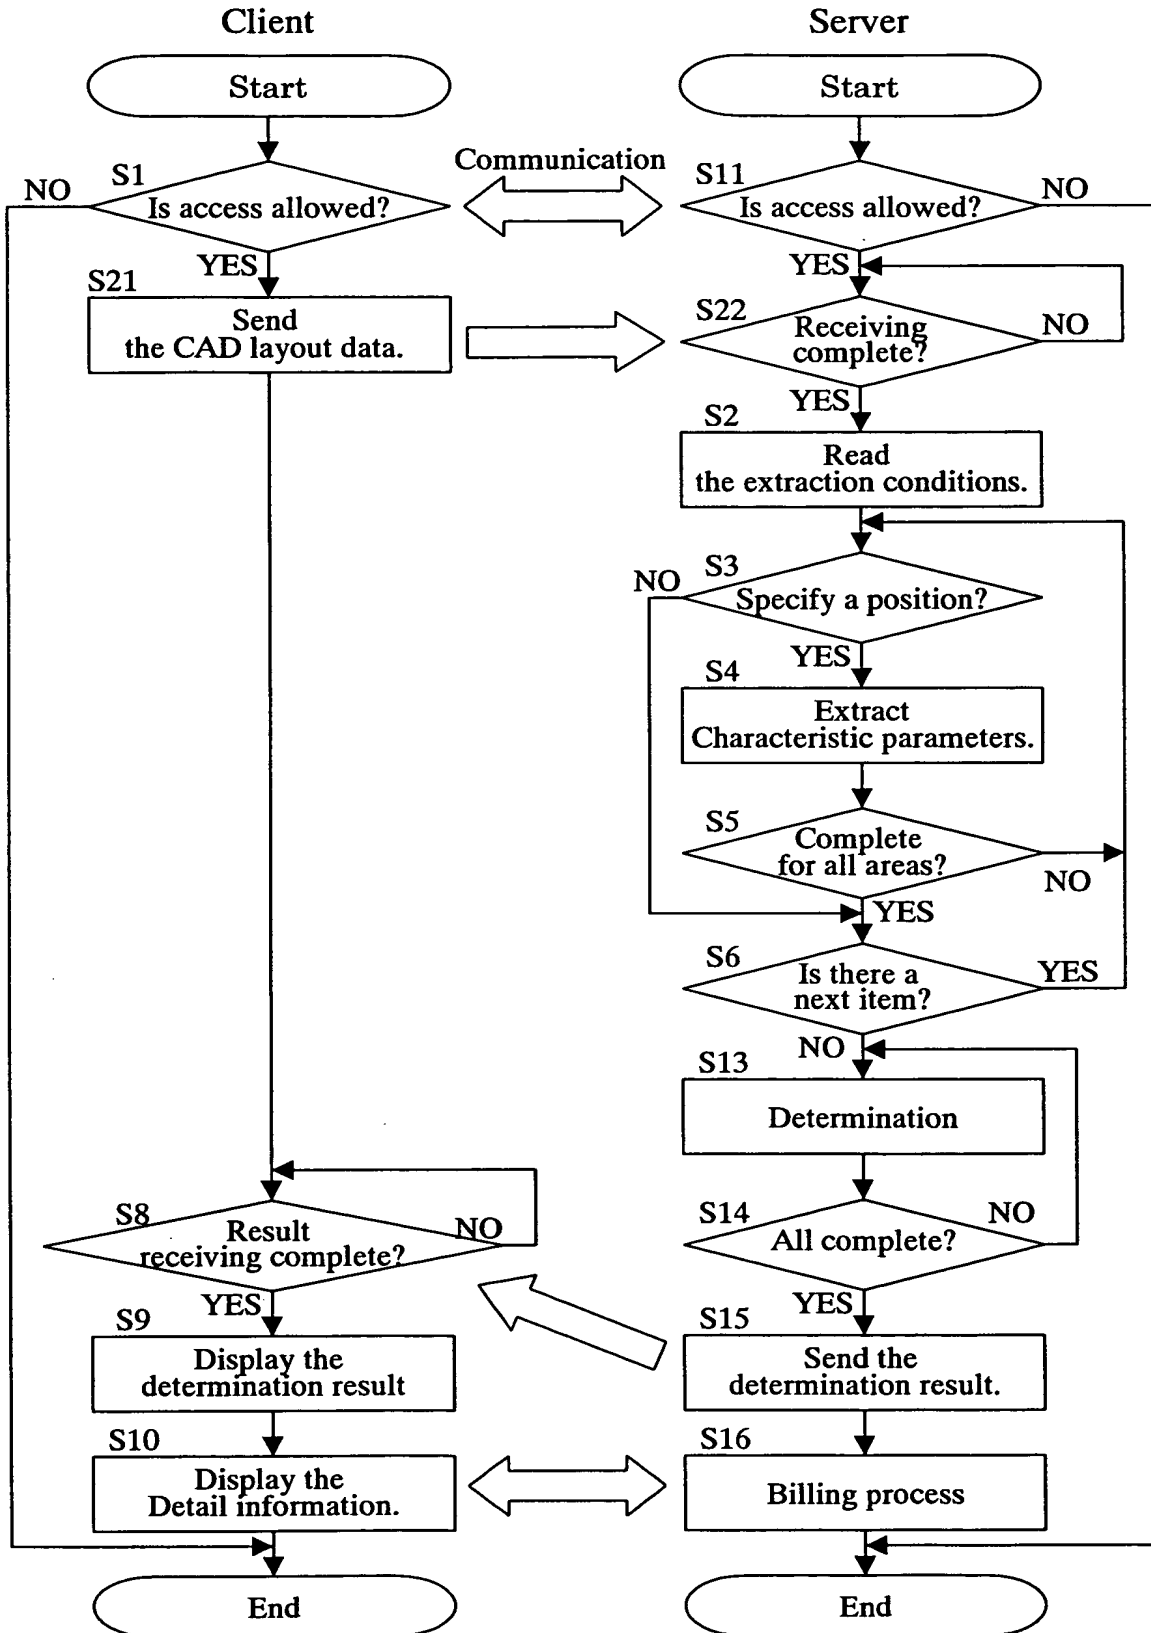 Client
Server
Start
Start
Communication
S1
NO
Is access allowed?
S11
NO
Is access allowed?
YES
YES
S21
Send
the CAD layout data.
S22
NO
Receiving
complete?
YES
S2
Read
the extraction conditions.
S3
NO
Specify a position?
YES
S4
Extract
Characteristic parameters.
S5
Complete
for all areas?
NO
YES
S6
Is there a
next item?
YES
NO
S13
Determination
S8
Result
receiving complete?
NO
S14
NO
All complete?
YES
YES
S9
Display the
determination result
S15
Send the
determination result.
S10
Display the
Detail information.
S16
Billing process
End
End